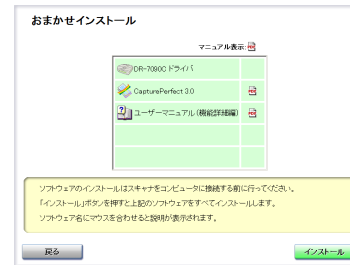 おまかせインストール
マニュアル表示:
DR-7090C ドライバ
CapturePerfect 3.0
ユーザーマニュアル(機能詳細編)
ソフトウェアのインストールはスキャナをコンピュータに接続する前に行ってください。
「インストール」ボタンを押すと上記のソフトウェアをすべてインストールします。
ソフトウェア名にマウスを合わせると説明が表示されます。
戻る
インストール